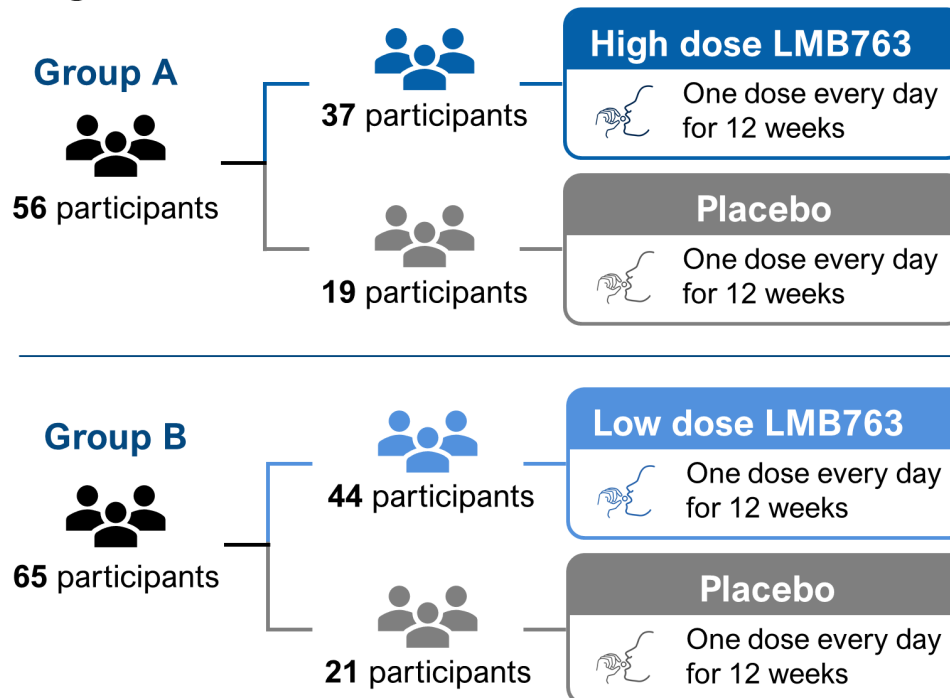 Group A
56 participants
37 participants
High dose LMB763
One dose every day
for 12 weeks
19 participants
Placebo
One dose every day
for 12 weeks
Group B
65 participants
44 participants
Low dose LMB763
One dose every day
for 12 weeks
21 participants
Placebo
One dose every day
for 12 weeks